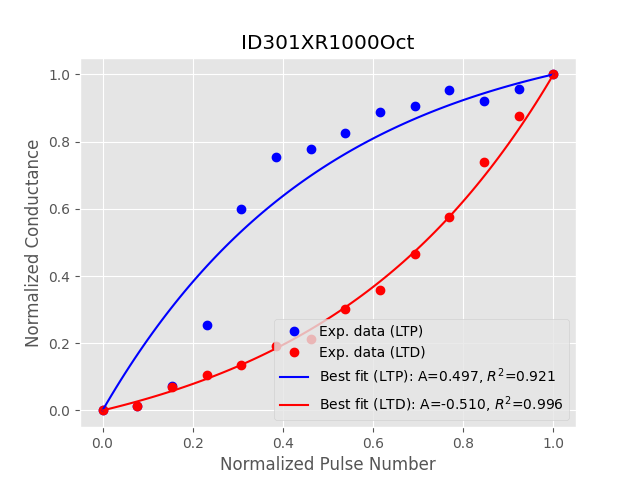 ID301XR1000Oct
Normalized Conductance
1.0
0.8
0.6
0.4
0.2
0.0
Exp. data (LTP)
Exp. data (LTD)
Best fit (LTP): A=0.497, R²=0.921
Best fit (LTD): A=-0.510, R²=0.996
0.0 0.2 0.4 0.6 0.8 1.0
Normalized Pulse Number